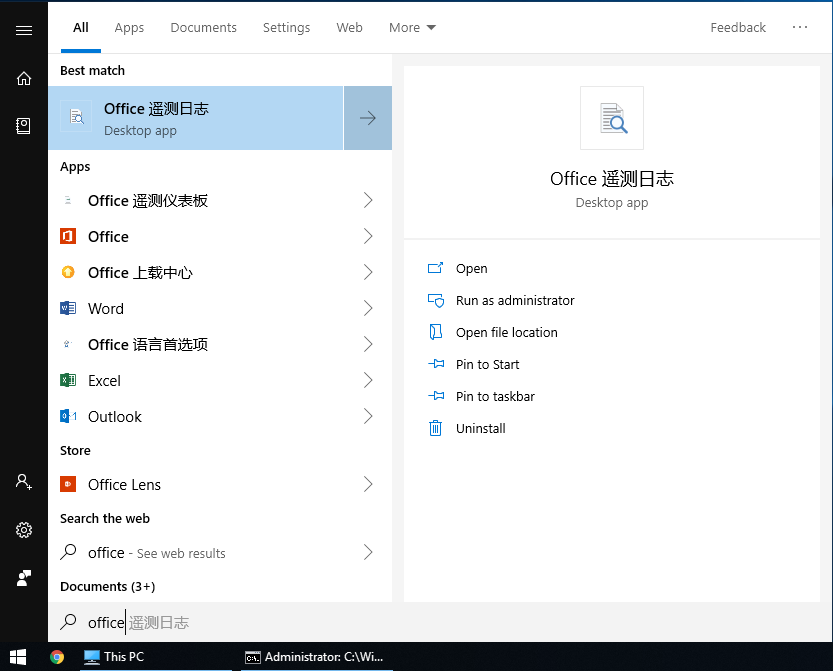 All Apps Documents Settings Web More Feedback ···
Best match
Office 遥测日志
Desktop app
Apps
Office 遥测仪表板
Office
Office 上载中心
Word
Office 语言首选项
Excel
Outlook
Store
Office Lens
Search the web
office - See web results
Documents (3+)
office 遥测日志
Office 遥测日志
Desktop app
Open
Run as administrator
Open file location
Pin to Start
Pin to taskbar
Uninstall
This PC Administrator: C:\Wi...